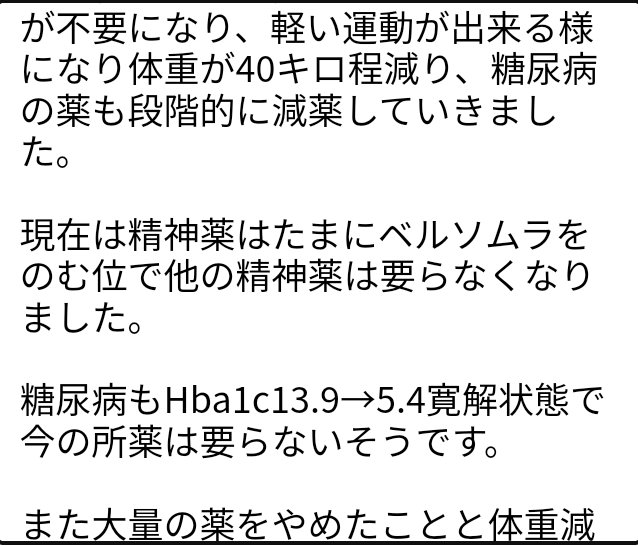 が不要になり、軽い運動が出来る様
になり体重が40キロ程減り、糖尿病
の薬も段階的に減薬していきまし
た。
現在は精神薬はたまにベルソムラを
のむ位で他の精神薬は要らなくなり
ました。
糖尿病もHba1c13.9→5.4寛解状態で
今の所薬は要らないそうです。
また大量の薬をやめたことと体重減